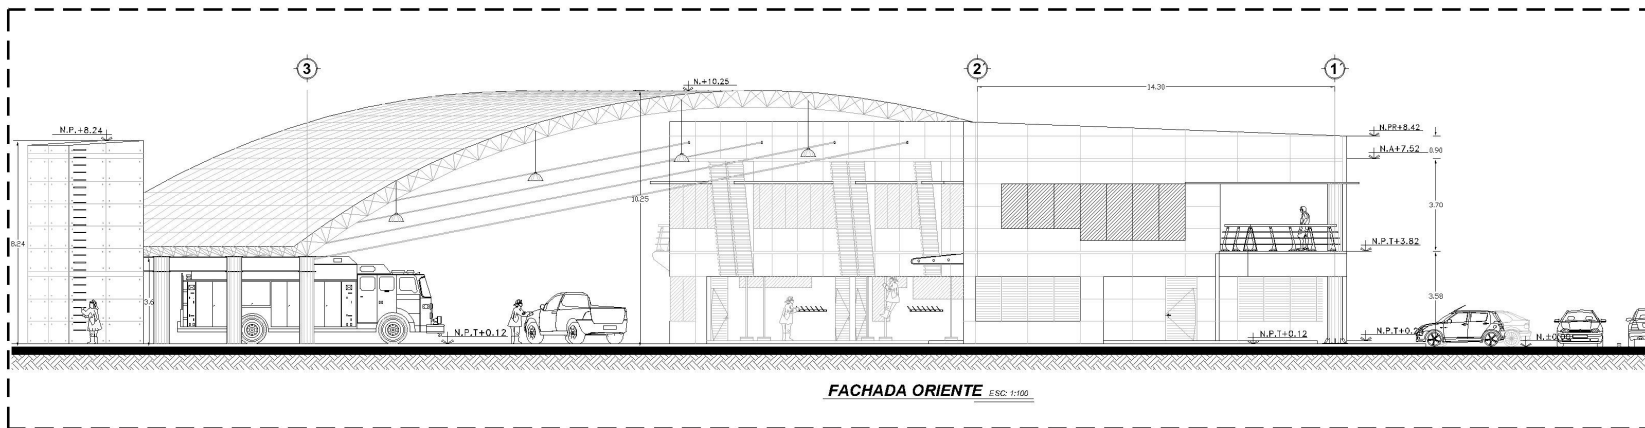 3
2
1
N.+10.25
14.30
N.P.+8.24
N.PR+8.42
0.90
N.A+7.52
10.25
3.70
8.24
N.P.T+3.82
3.6
3.58
N.P.T+0.12
N.P.T+0.12
FACHADA ORIENTE ESC: 1:100